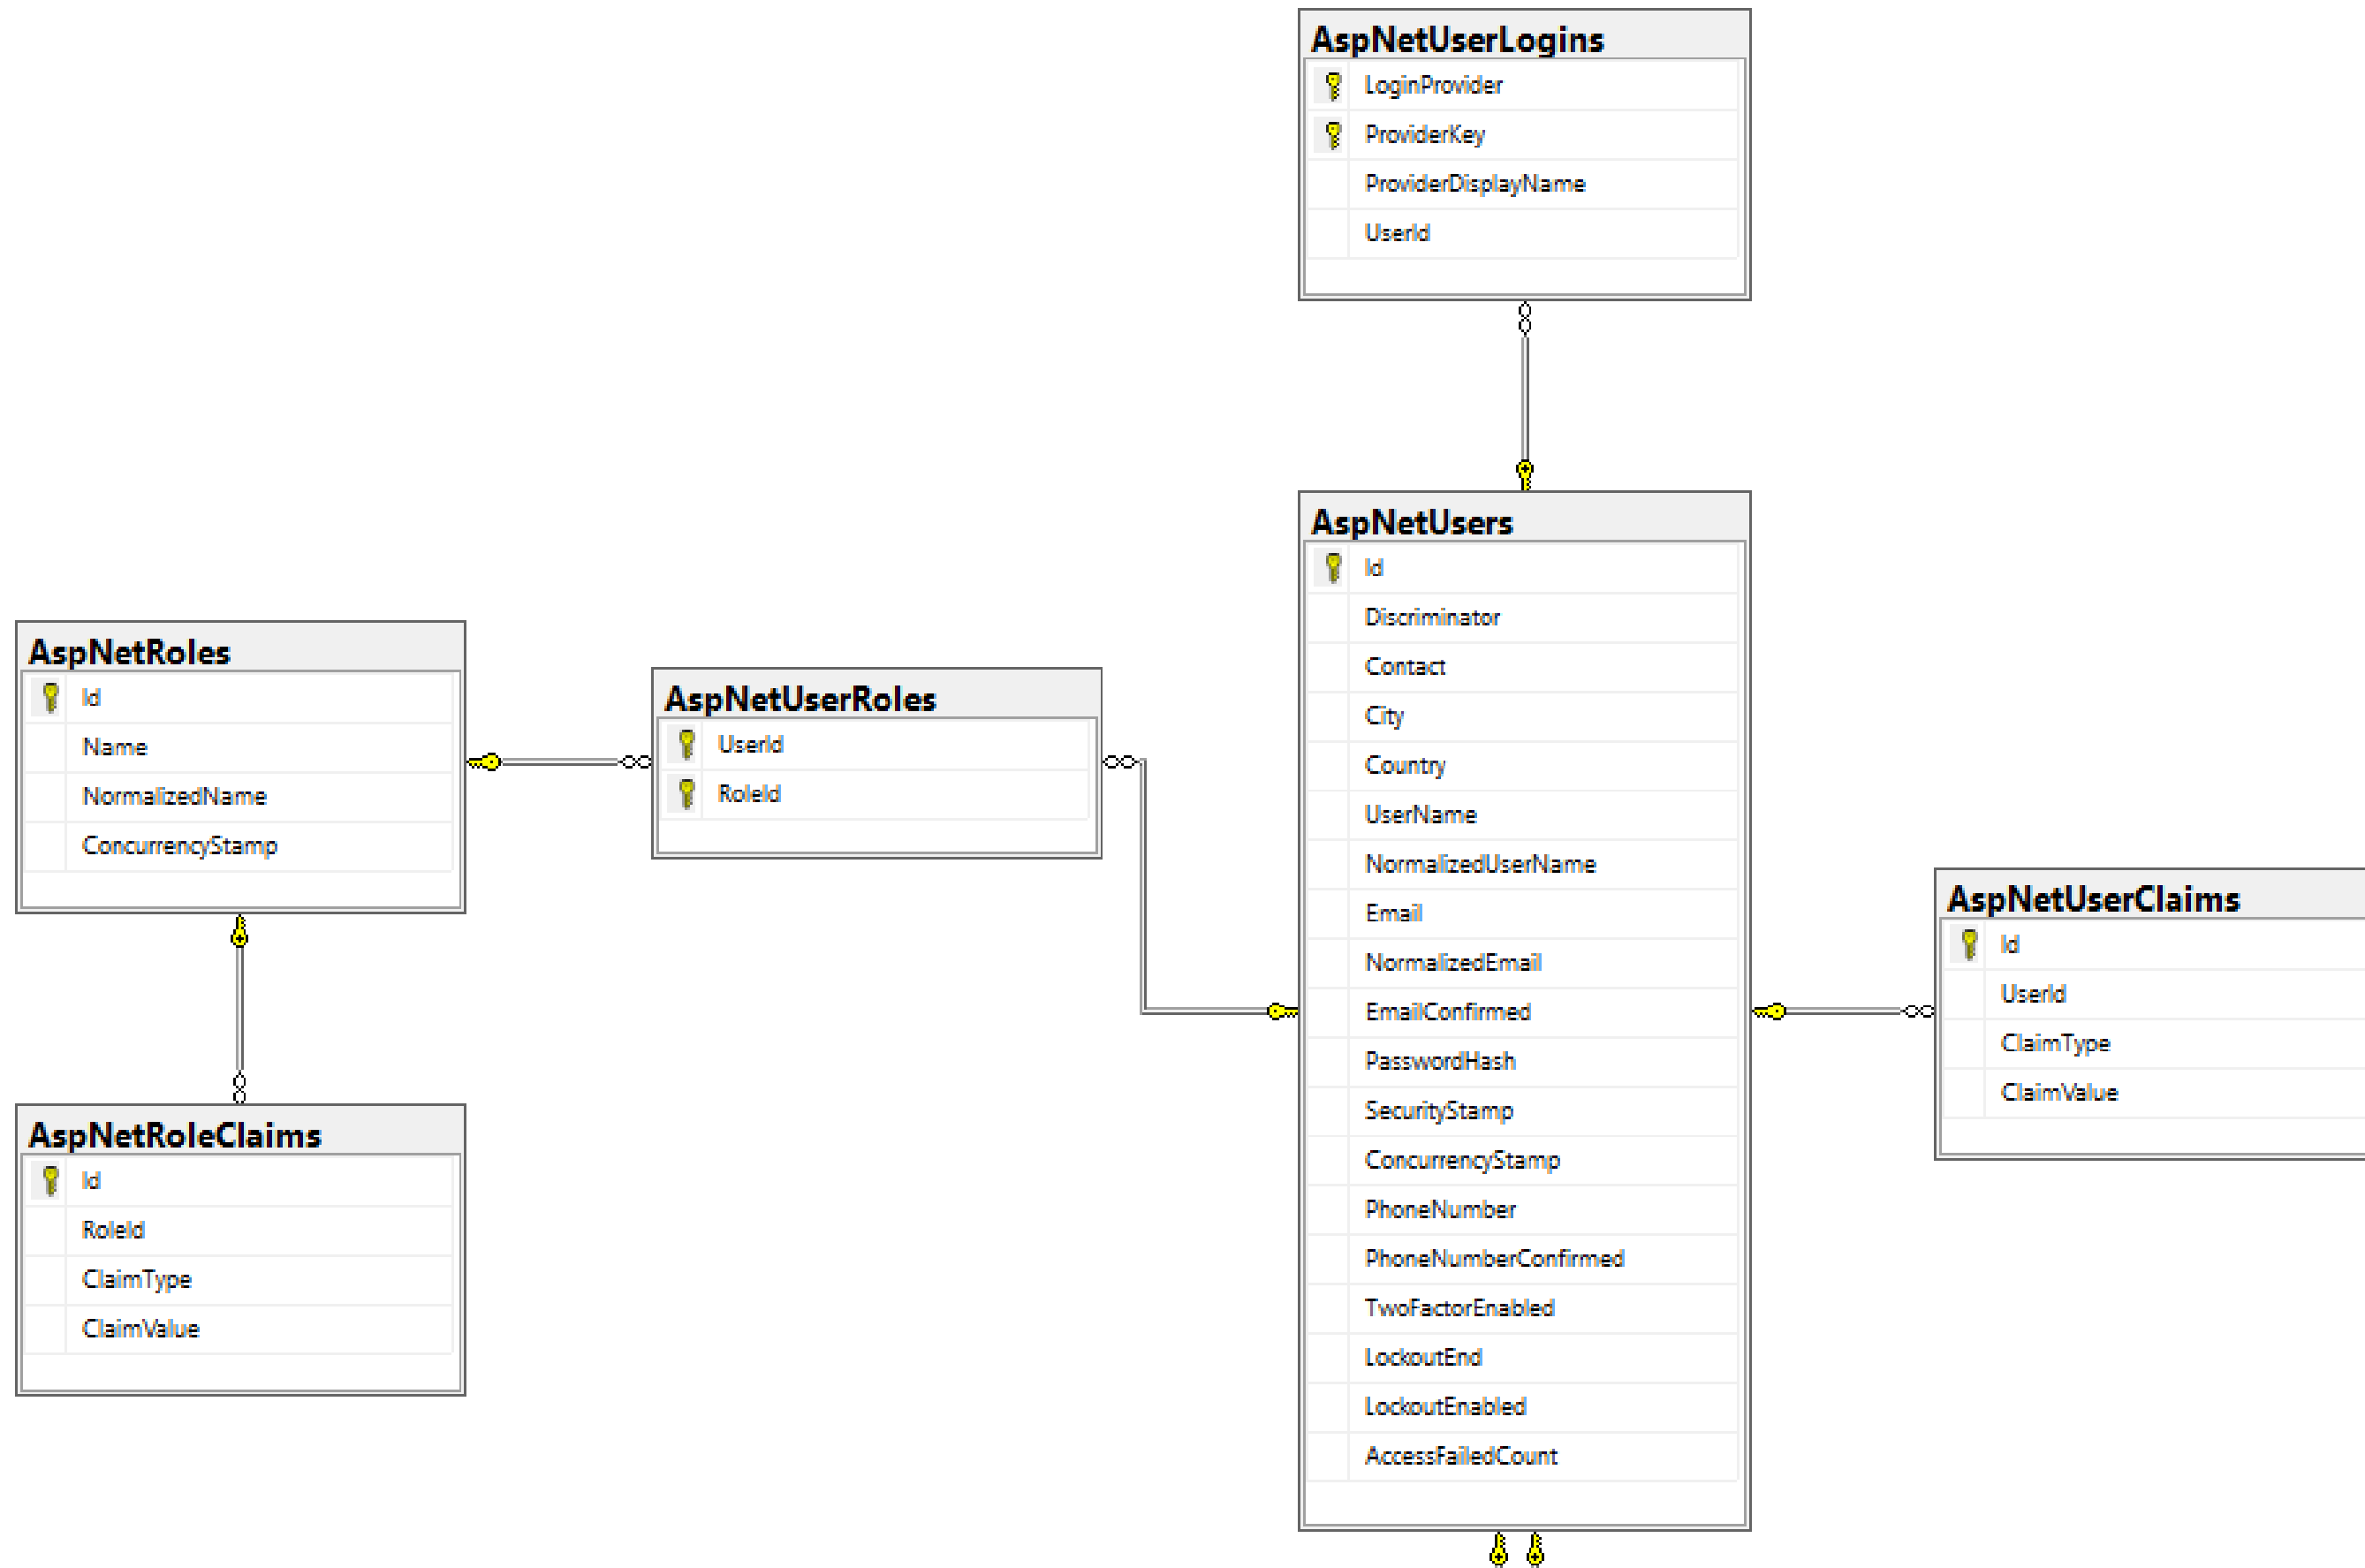 AspNetUserLogins
LoginProvider
ProviderKey
ProviderDisplayName
UserId
AspNetUsers
Id
Discriminator
Contact
City
Country
UserName
NormalizedUserName
Email
NormalizedEmail
EmailConfirmed
PasswordHash
SecurityStamp
ConcurrencyStamp
PhoneNumber
PhoneNumberConfirmed
TwoFactorEnabled
LockoutEnd
LockoutEnabled
AccessFailedCount
AspNetRoles
Id
Name
NormalizedName
ConcurrencyStamp
AspNetUserRoles
UserId
RoleId
AspNetUserClaims
Id
UserId
ClaimType
ClaimValue
AspNetRoleClaims
Id
RoleId
ClaimType
ClaimValue